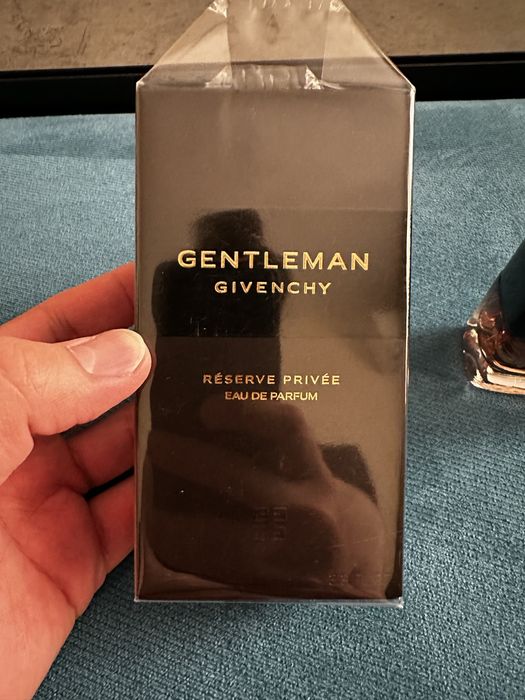 GENTLEMAN
GIVENCHY
RÉSERVE PRIVÉE
EAU DE PARFUM